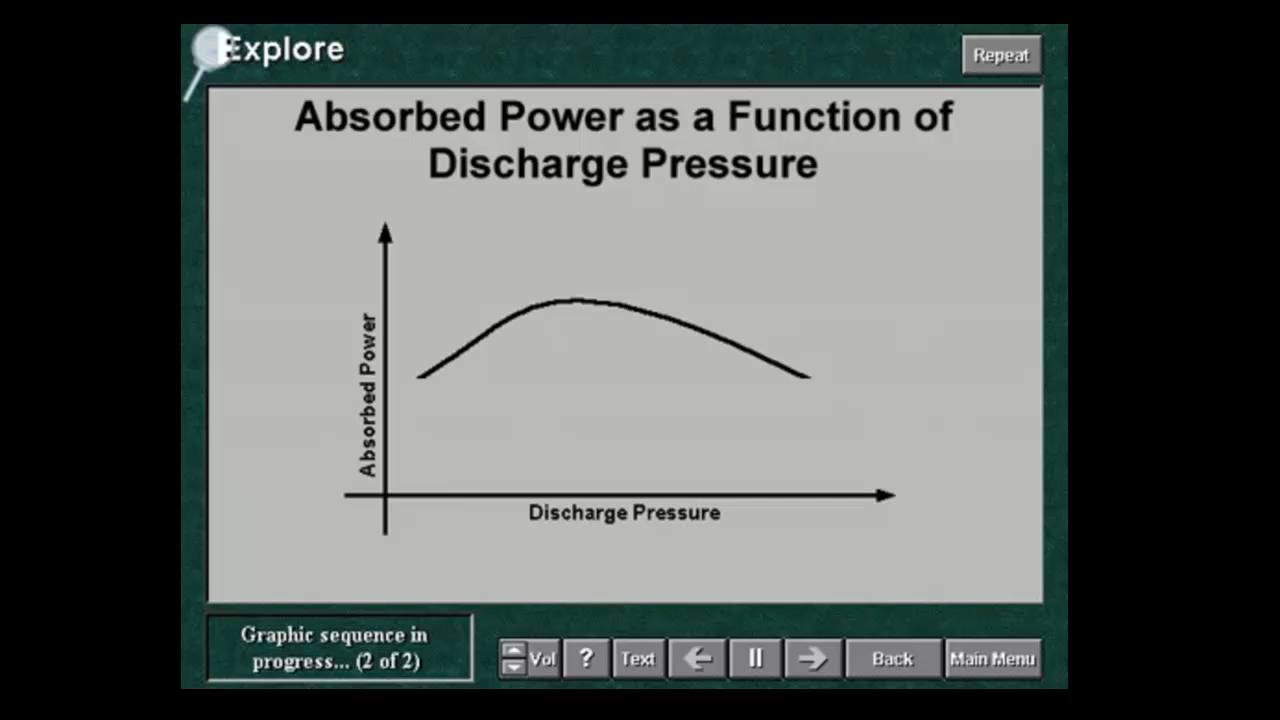 Explore
Repeat
Absorbed Power as a Function of
Discharge Pressure
Absorbed Power
Discharge Pressure
Graphic sequence in
progress... (2 of 2)
Vol
?
Text
Back
Main Menu